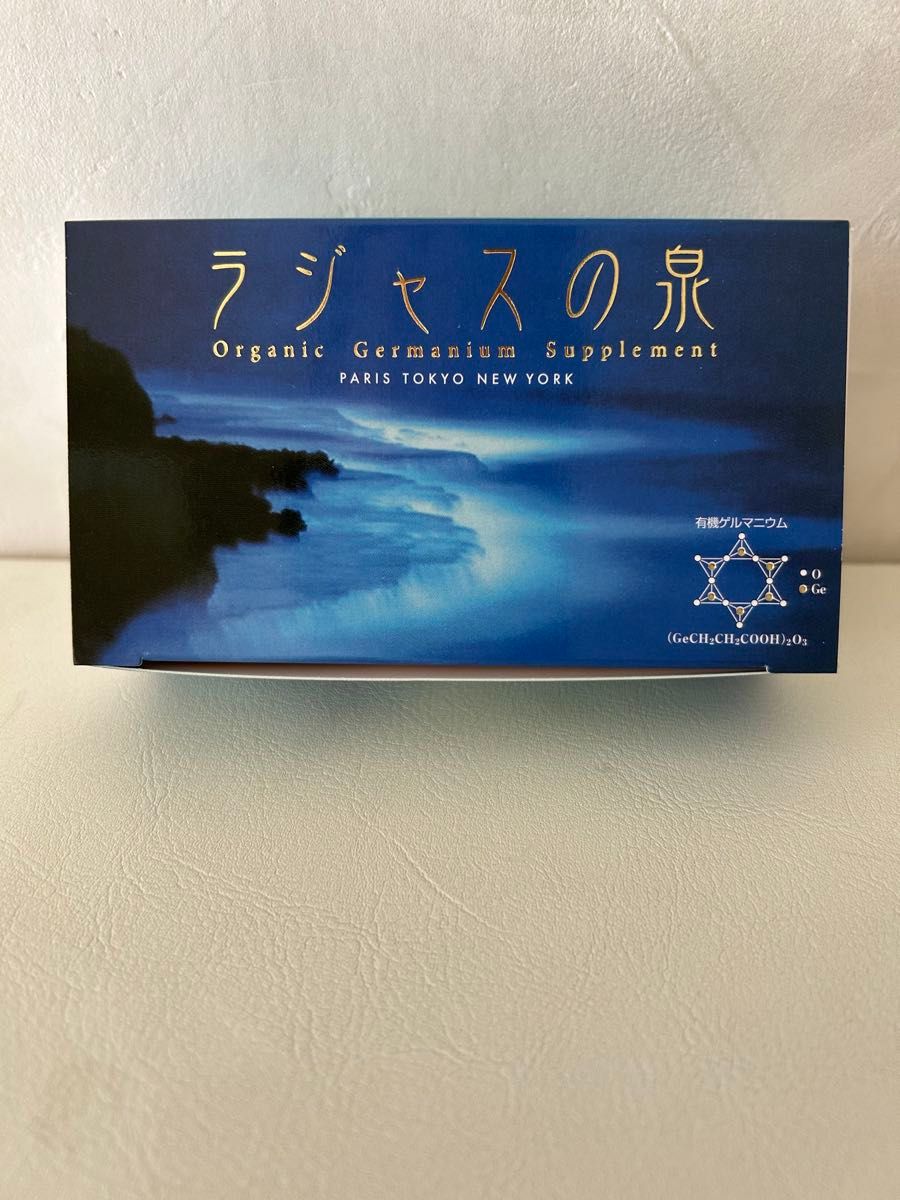 ラジャスの泉
Organic Germanium Supplement
PARIS TOKYO NEW YORK
有機ゲルマニウム
O
Ge
(GeCH₂CH₂COOH)₂O₃